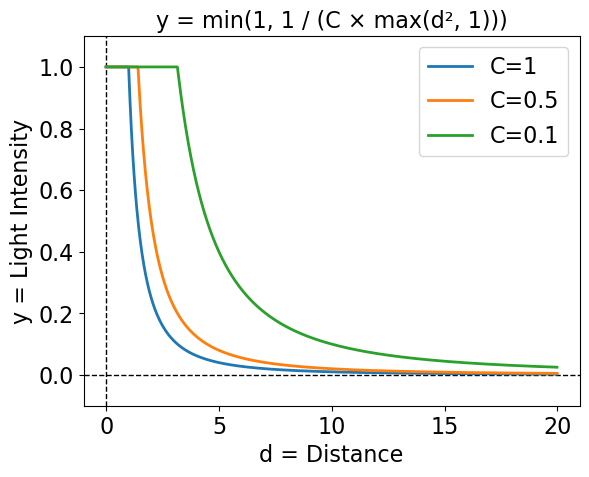 y = min(1, 1 / (C × max(d², 1)))
C=1
C=0.5
C=0.1
1.0
0.8
0.6
0.4
0.2
0.0
y = Light Intensity
0 5 10 15 20
d = Distance